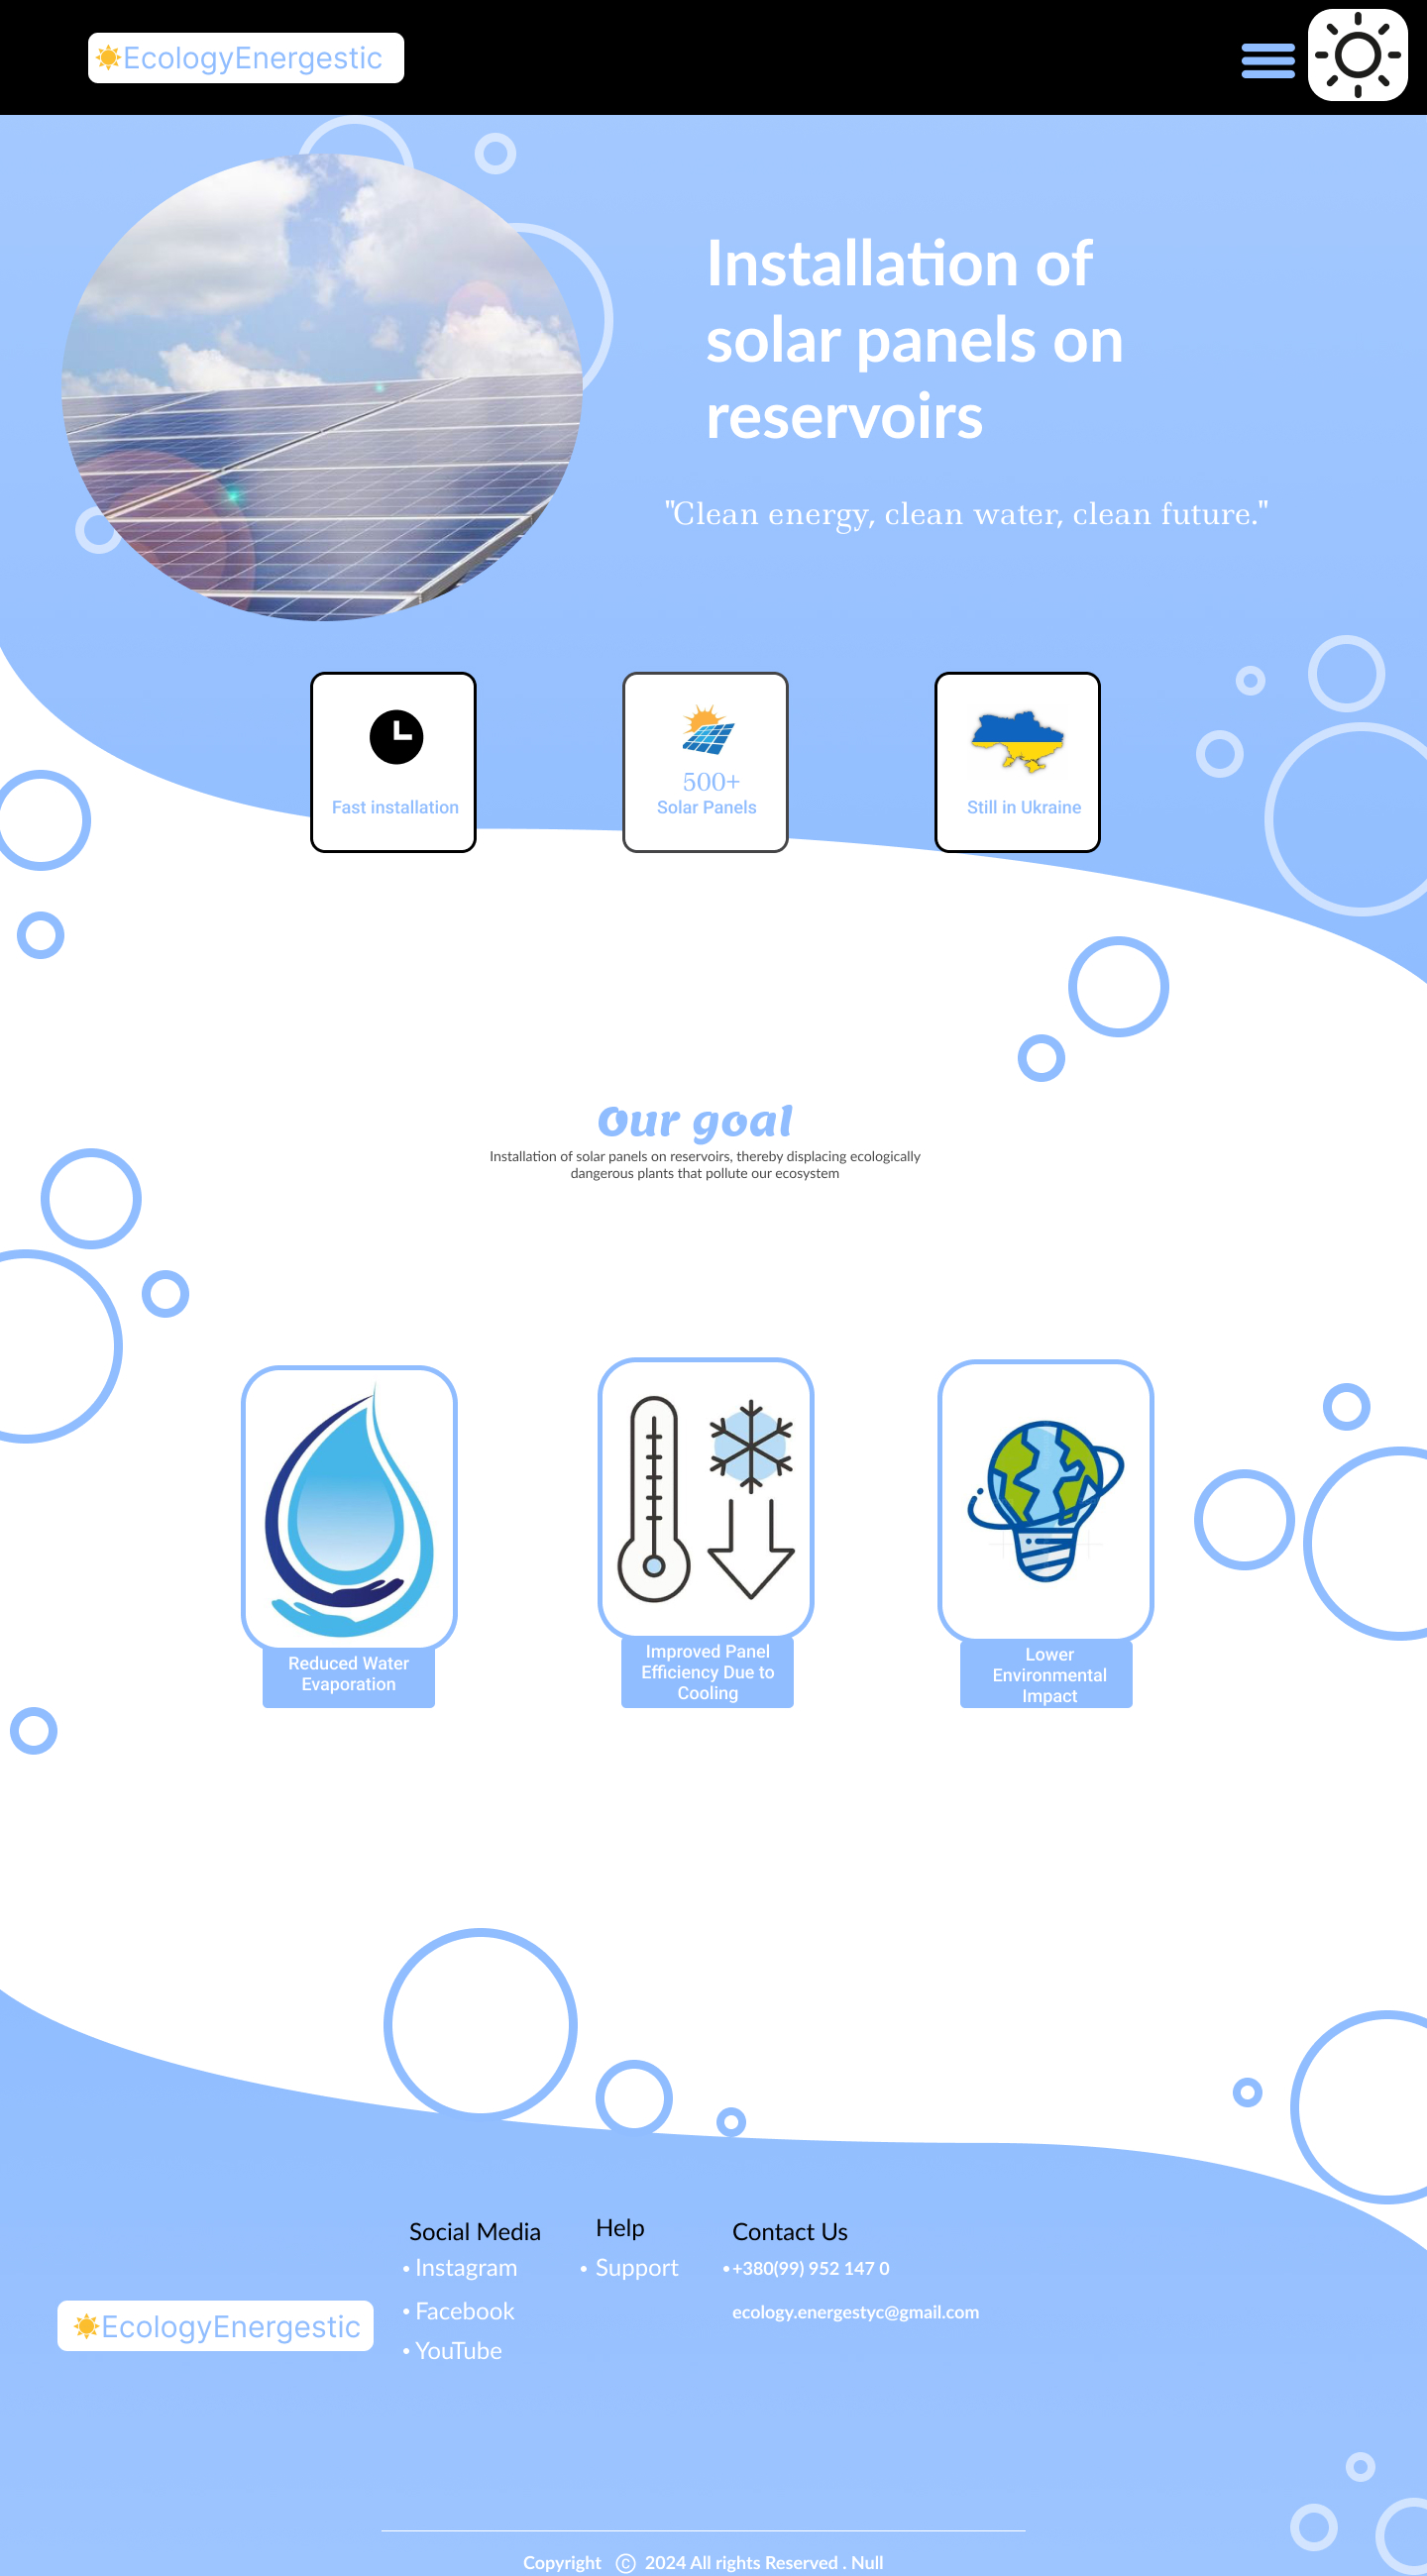 EcologyEnergestic
Installation of
solar panels on
reservoirs
"Clean energy, clean water, clean future."
Fast installation
500+
Solar Panels
Still in Ukraine
Our goal
Installation of solar panels on reservoirs, thereby displacing ecologically
dangerous plants that pollute our ecosystem
Reduced Water
Evaporation
Improved Panel
Efficiency Due to
Cooling
Lower
Environmental
Impact
EcologyEnergestic
Social Media
• Instagram
• Facebook
• YouTube
Help
• Support
Contact Us
• +380(99) 952 147 0
ecology.energestyc@gmail.com
Copyright © 2024 All rights Reserved . Null